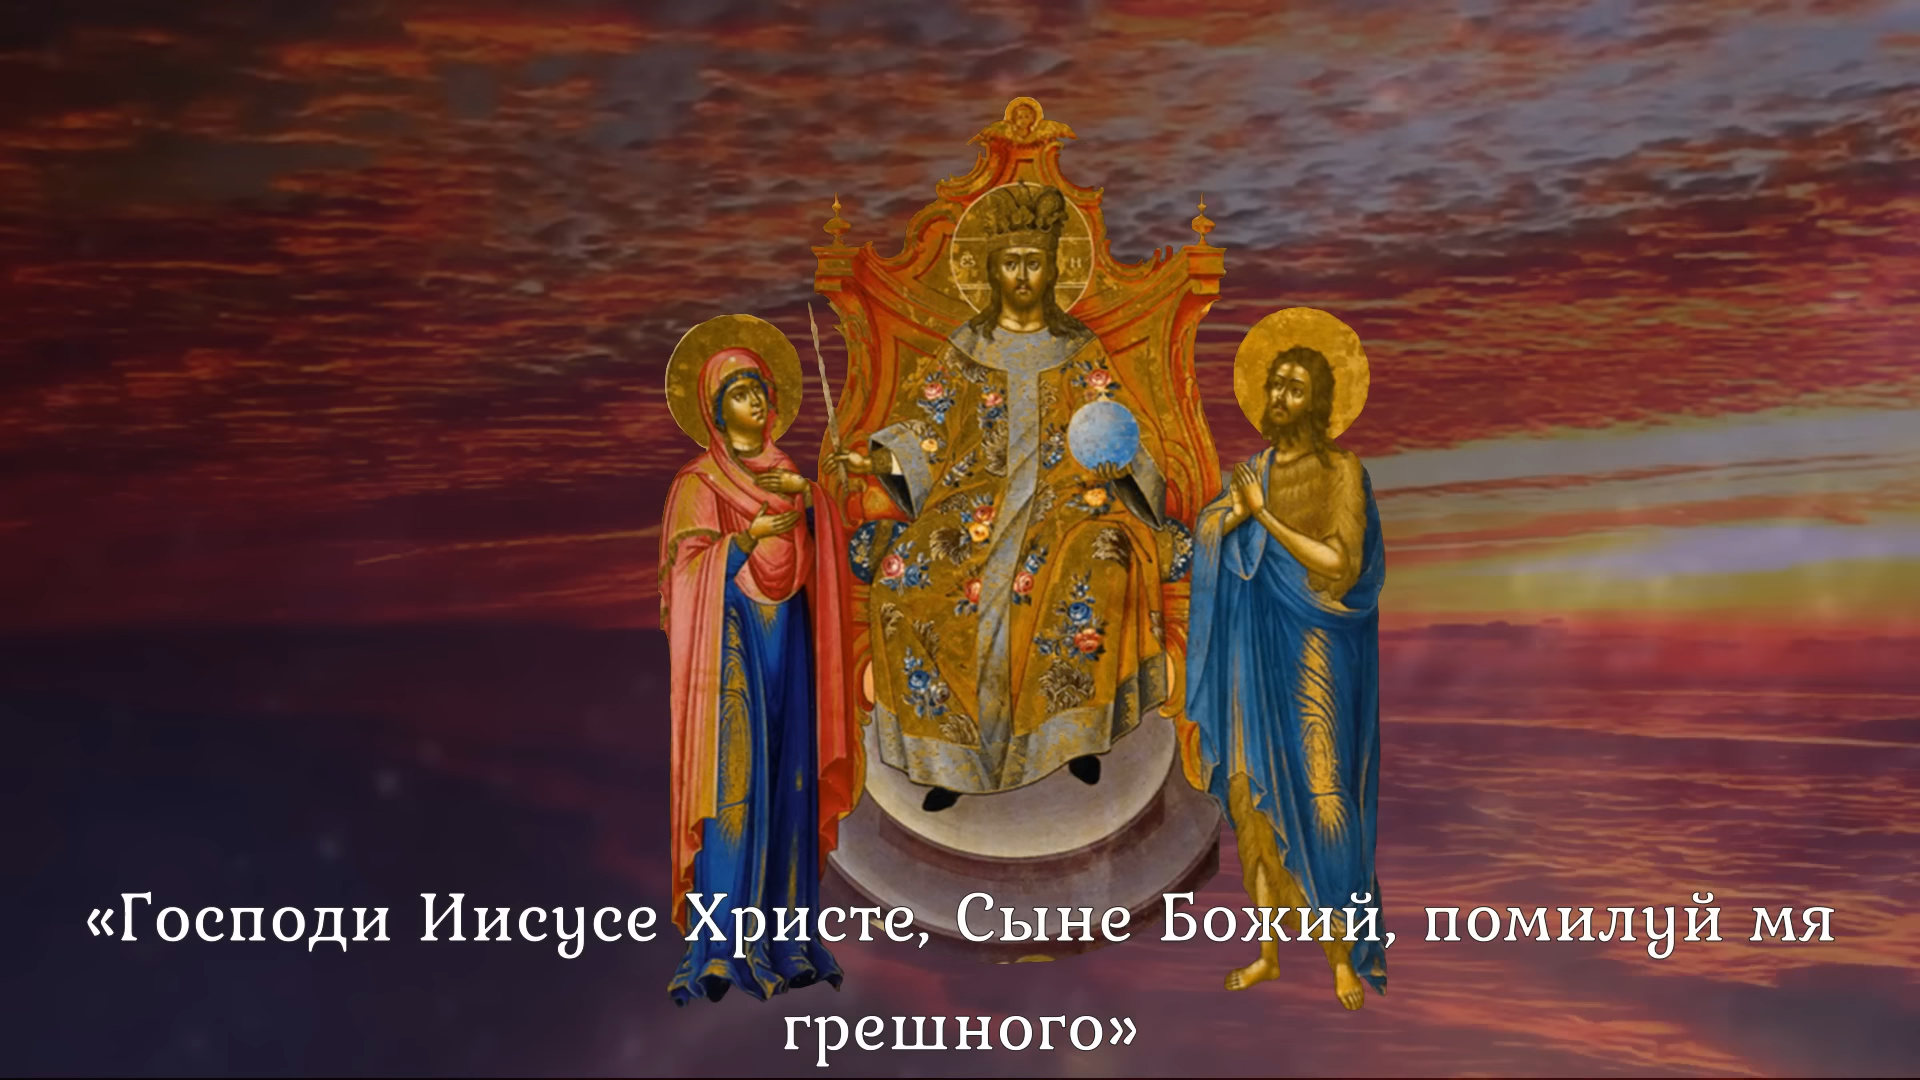 «Господи Иисусе Христе, Сыне Божий, помилуй мя
грешного»